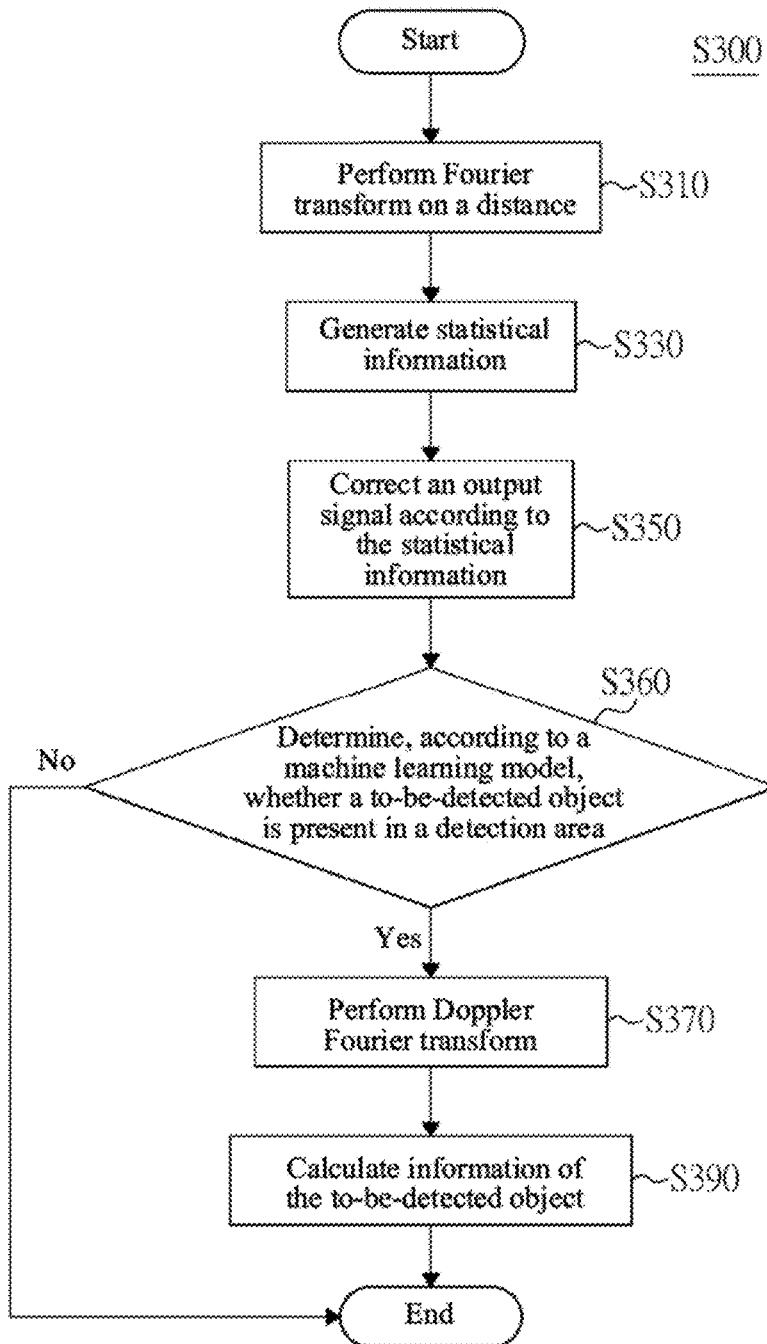 Start
S300
Perform Fourier
transform on a distance
S310
Generate statistical
information
S330
Correct an output
signal according to
the statistical
information
S350
S360
Determine, according to a
machine learning model,
whether a to-be-detected object
is present in a detection area
No
Yes
Perform Doppler
Fourier transform
S370
Calculate information of
the to-be-detected object
S390
End